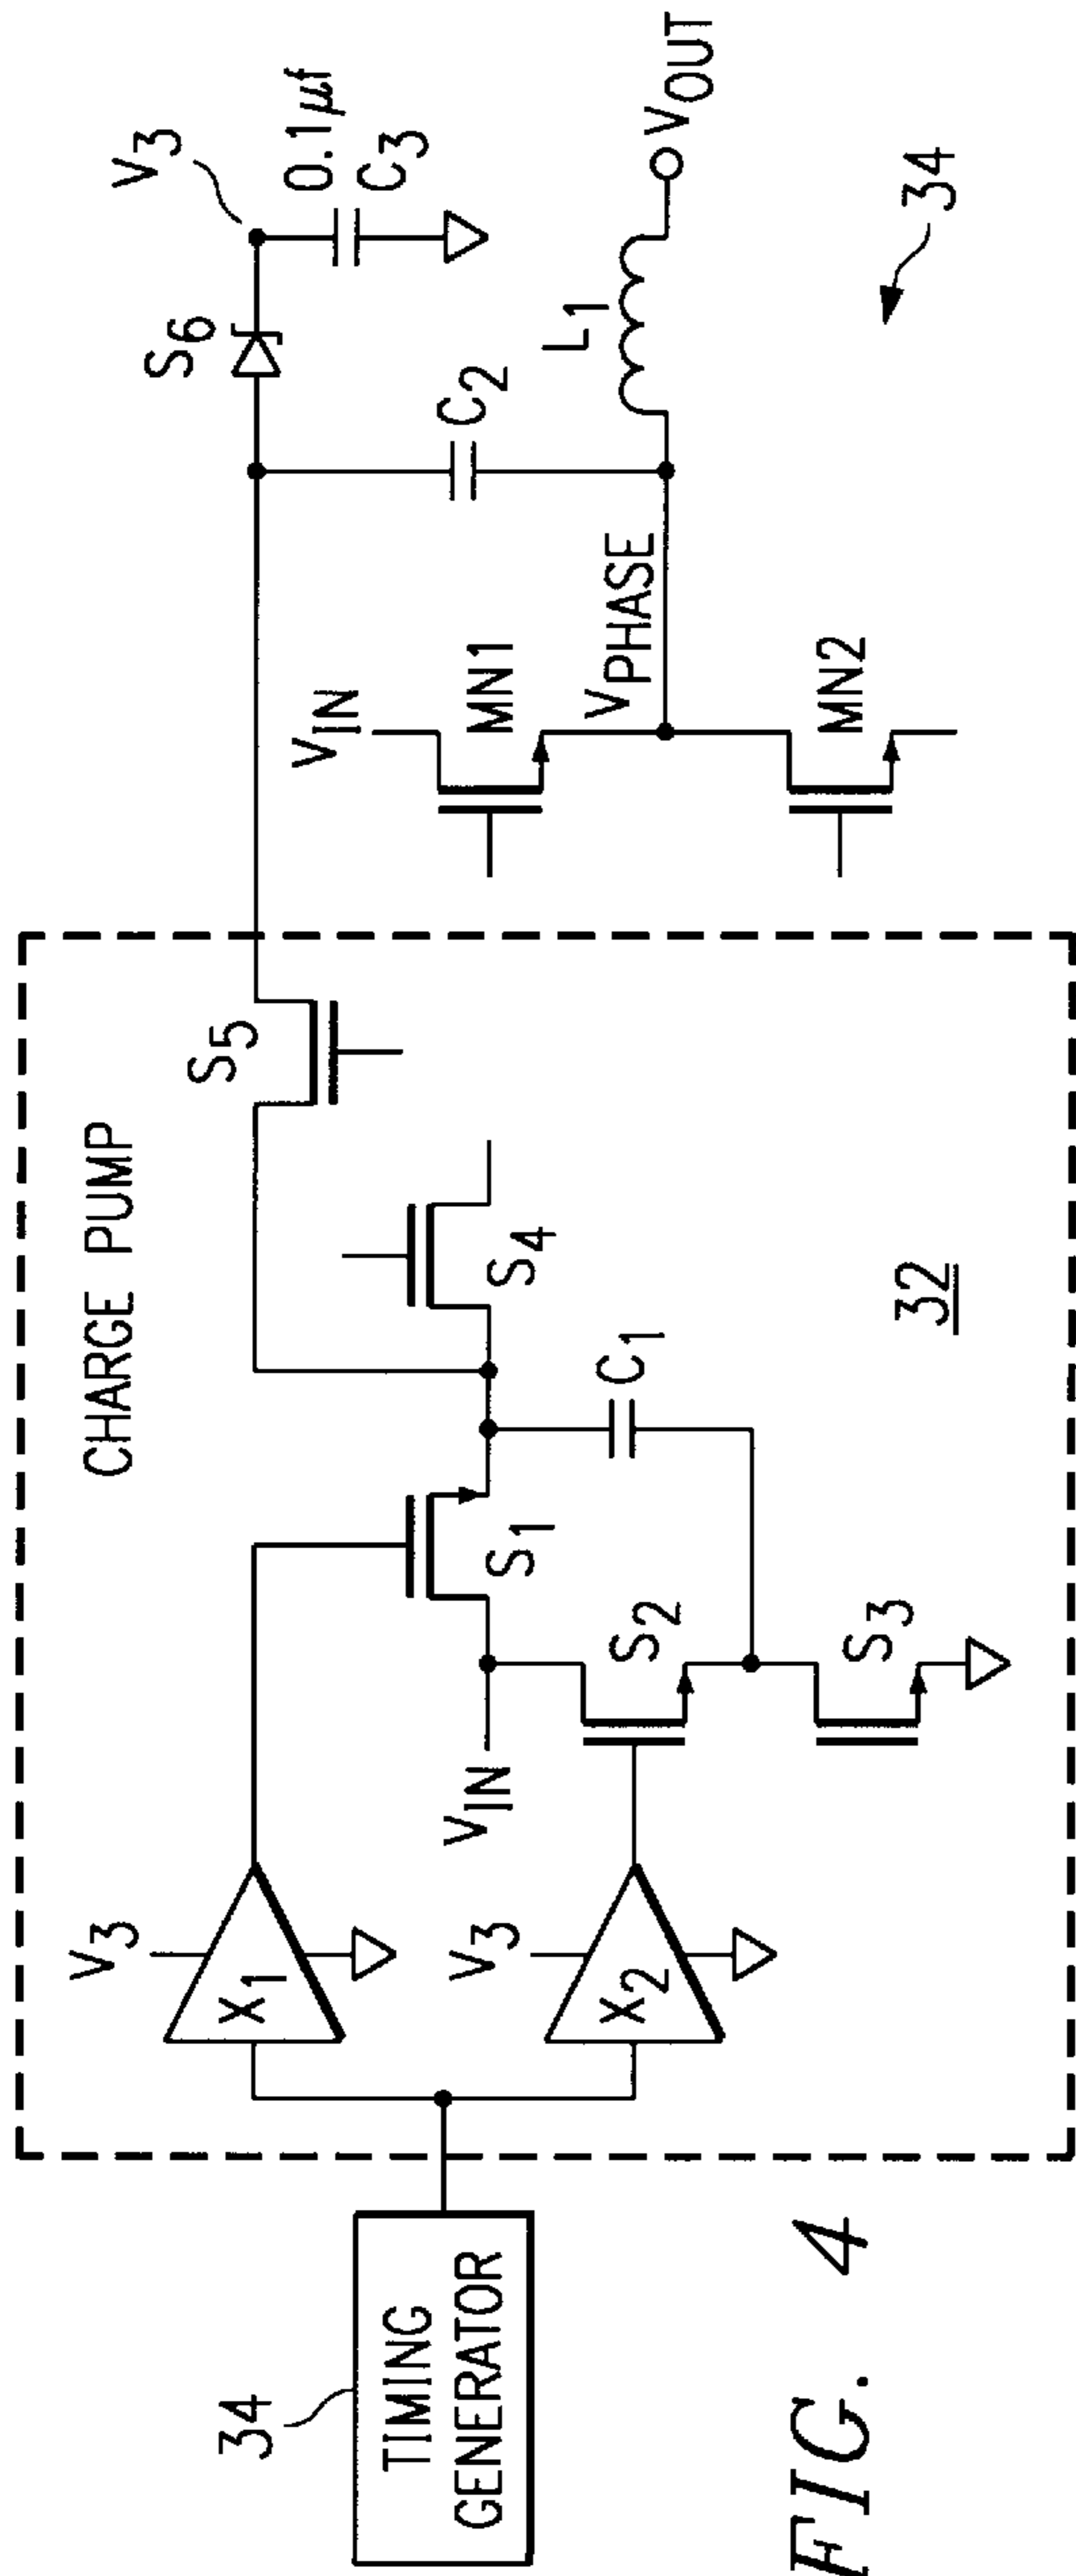 34
TIMING
GENERATOR
CHARGE PUMP
V3
X1
V3
X2
VIN
S1
S2
S3
C1
S4
S5
32
VIN
MN1
VPHASE
MN2
C2
L1
S6
V3
0.1µf
C3
VOUT
34
FIG. 4